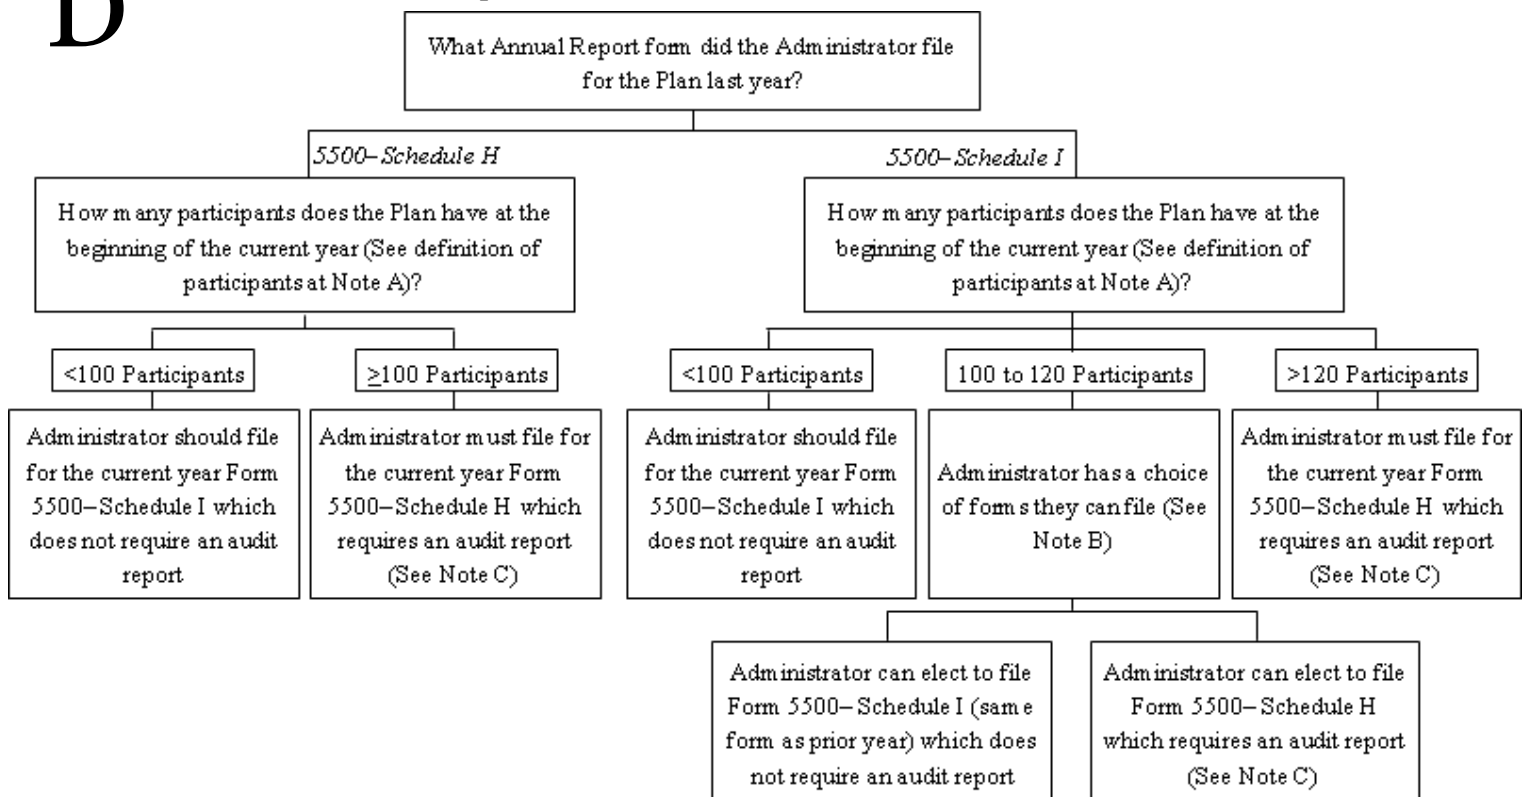 D
What Annual Report form did the Administrator file
for the Plan last year?
5500–Schedule H
5500–Schedule I
How many participants does the Plan have at the
beginning of the current year (See definition of
participants at Note A)?
How many participants does the Plan have at the
beginning of the current year (See definition of
participants at Note A)?
<100 Participants
≥100 Participants
<100 Participants
100 to 120 Participants
>120 Participants
Administrator should file
for the current year Form
5500–Schedule I which
does not require an audit
report
Administrator must file for
the current year Form
5500–Schedule H which
requires an audit report
(See Note C)
Administrator should file
for the current year Form
5500–Schedule I which
does not require an audit
report
Administrator has a choice
of forms they can file (See
Note B)
Administrator must file for
the current year Form
5500–Schedule H which
requires an audit report
(See Note C)
Administrator can elect to file
Form 5500–Schedule I (same
form as prior year) which does
not require an audit report
Administrator can elect to file
Form 5500–Schedule H
which requires an audit report
(See Note C)